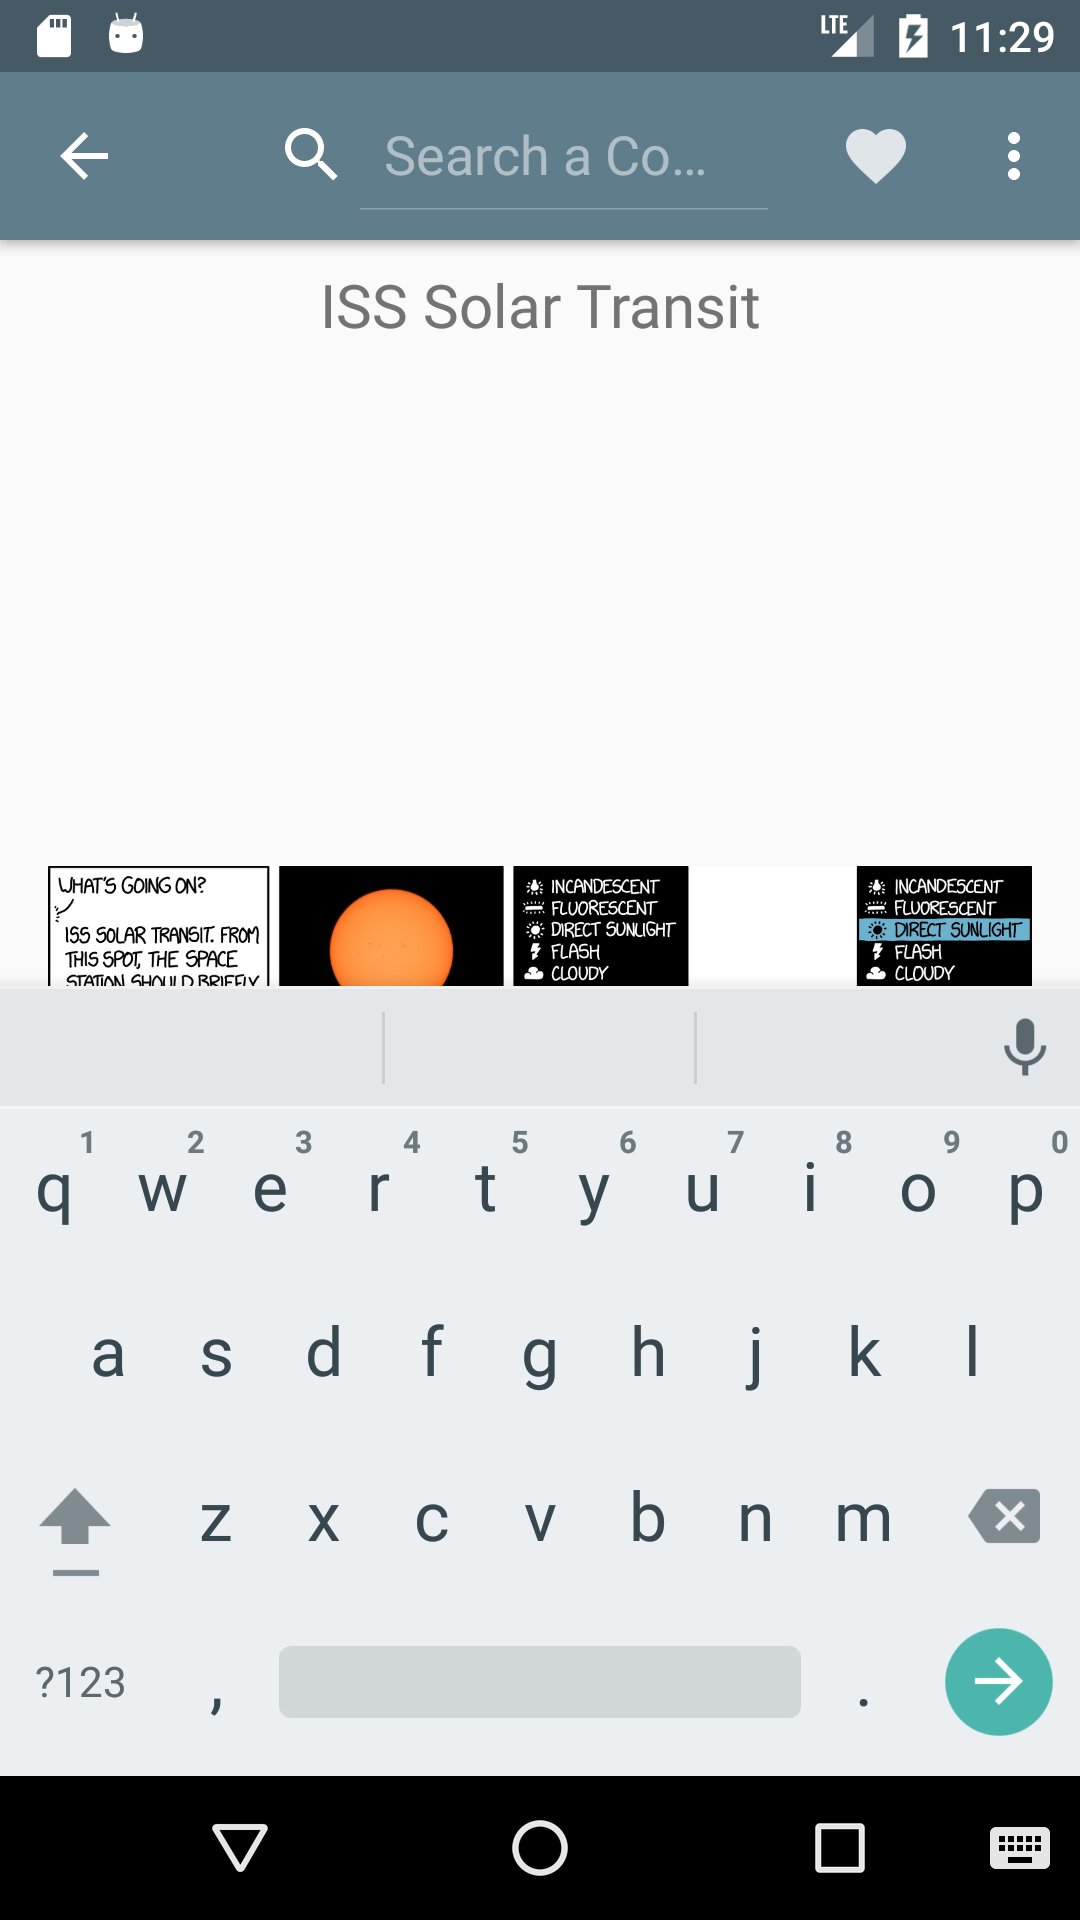 LTE 11:29
Search a Co...
ISS Solar Transit
WHAT'S GOING ON?
ISS SOLAR TRANSIT. FROM
THIS SPOT, THE SPACE
STATION SHOULD BRIEFLY
INCANDESCENT
FLUORESCENT
DIRECT SUNLIGHT
FLASH
CLOUDY
INCANDESCENT
FLUORESCENT
DIRECT SUNLIGHT
FLASH
CLOUDY
1 2 3 4 5 6 7 8 9 0
q w e r t y u i o p
a s d f g h j k l
z x c v b n m
?123 , .